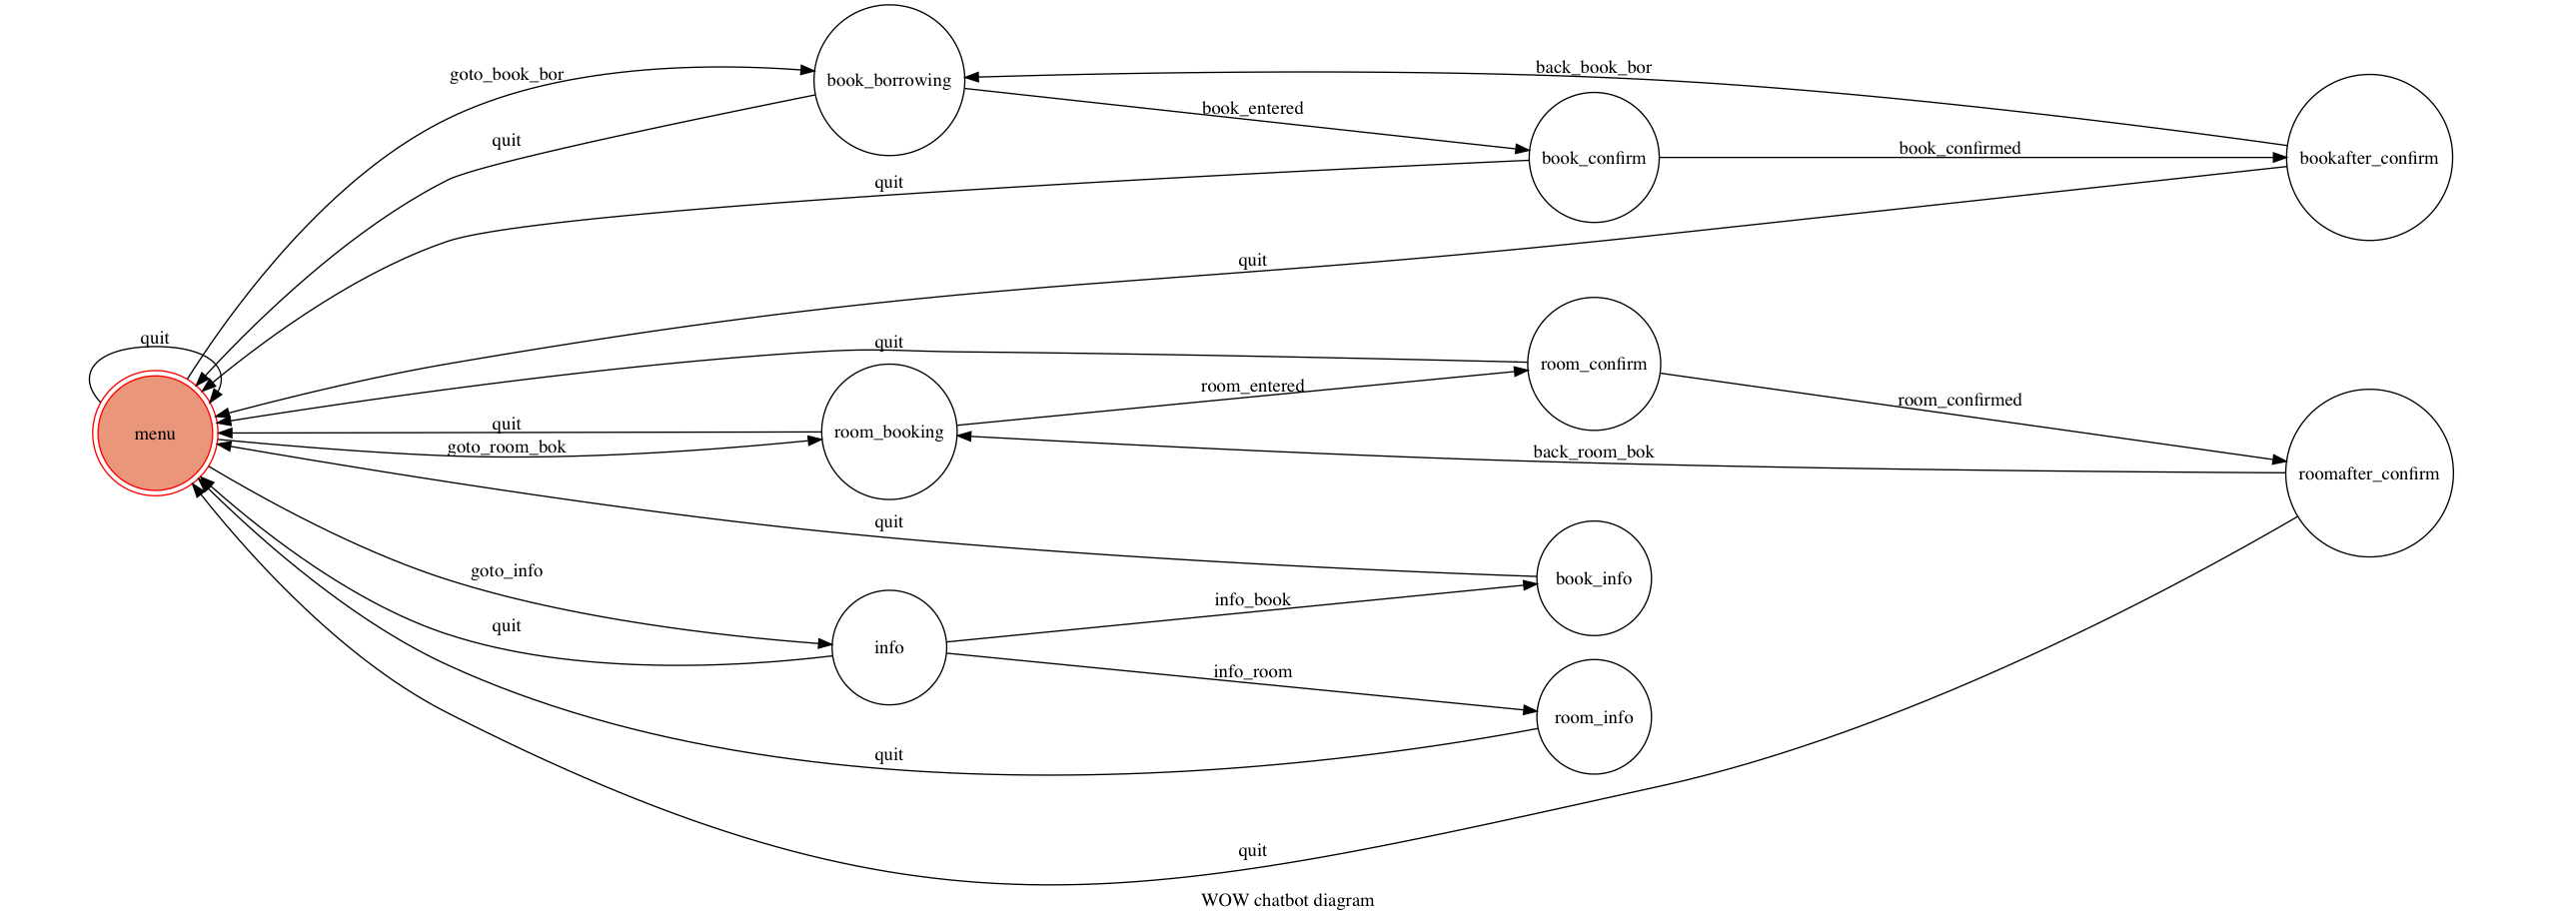 goto_book_bor
book_borrowing
back_book_bor
book_entered
quit
book_confirm
book_confirmed
bookafter_confirm
quit
quit
quit
quit
room_confirm
room_entered
room_confirmed
menu
quit
goto_room_bok
room_booking
back_room_bok
roomafter_confirm
quit
goto_info
book_info
info_book
quit
info
info_room
room_info
quit
quit
WOW chatbot diagram